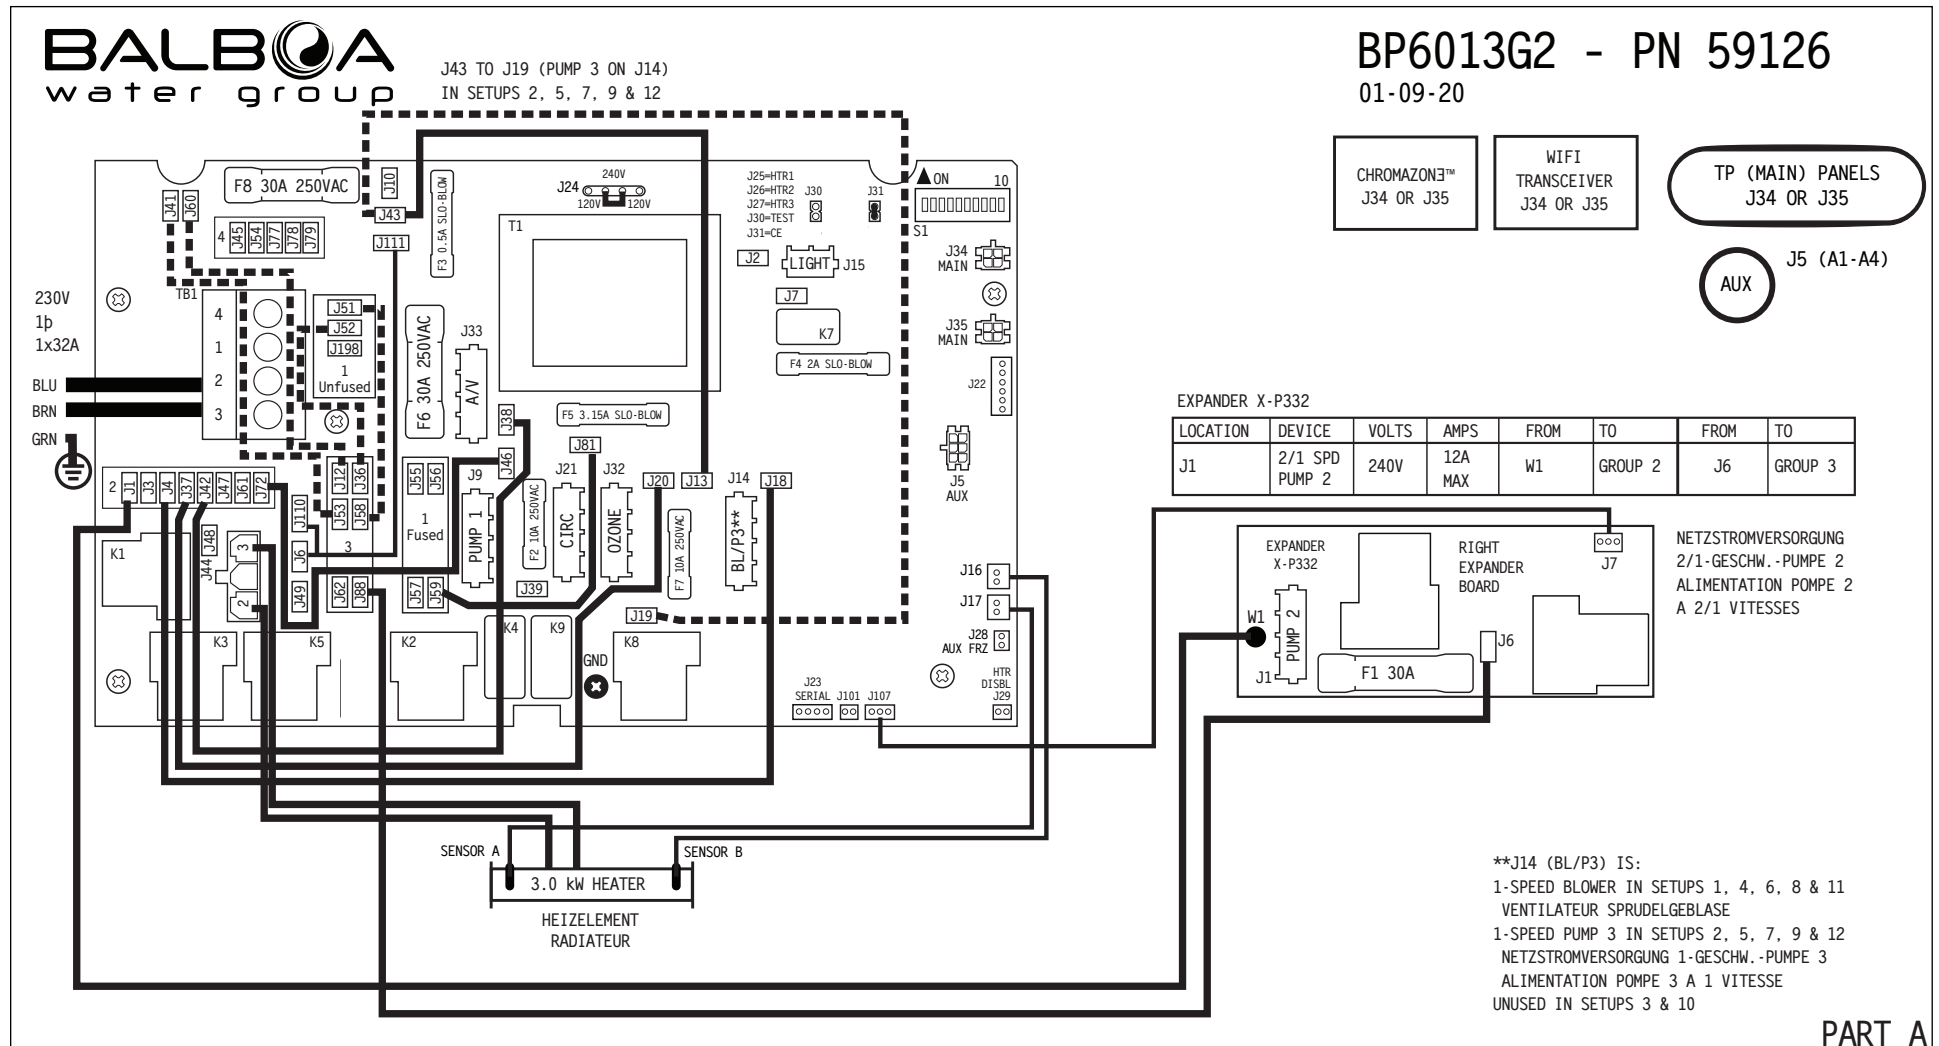 BALBOA
water group
J43 TO J19 (PUMP 3 ON J14)
IN SETUPS 2, 5, 7, 9 & 12
BP6013G2 - PN 59126
01-09-20
CHROMAZONƎ™
J34 OR J35
WIFI
TRANSCEIVER
J34 OR J35
TP (MAIN) PANELS
J34 OR J35
AUX
J5 (A1-A4)
J41
J60
F8 30A 250VAC
J10
J43
J111
F3 0.5A SLO-BLOW
4
J45
J54
J77
J78
J79
J24
240V
120V
120V
T1
J25=HTR1
J26=HTR2
J27=HTR3
J30=TEST
J31=CE
J30
J31
ON
10
S1
J2
LIGHT
J15
J34
MAIN
J7
K7
J35
MAIN
F4 2A SLO-BLOW
J22
230V
1þ
1x32A
TB1
4
1
2
3
J51
J52
J198
1
Unfused
BLU
BRN
GRN
F6 30A 250VAC
J33
A/V
J38
F5 3.15A SLO-BLOW
J81
J46
2
J1
J3
J4
J37
J42
J47
J61
J72
J12
J36
J53
J58
3
J62
J88
J110
J6
J49
J55
J56
1
Fused
J57
J59
J9
PUMP 1
F2 10A 250VAC
J21
CIRC
J32
OZONE
J20
J13
J14
BL/P3**
J18
F7 10A 250VAC
J39
J19
J5
AUX
K1
J48
J44
3
2
K3
K5
K2
K4
K9
GND
K8
J16
J17
J28
AUX FRZ
HTR
DISBL
J29
J23
SERIAL
J101
J107
EXPANDER X-P332
LOCATION DEVICE VOLTS AMPS FROM TO FROM TO
J1 2/1 SPD PUMP 2 240V 12A MAX W1 GROUP 2 J6 GROUP 3
EXPANDER
X-P332
RIGHT
EXPANDER
BOARD
J7
W1
J1
PUMP 2
F1 30A
J6
NETZSTROMVERSORGUNG
2/1-GESCHW.-PUMPE 2
ALIMENTATION POMPE 2
A 2/1 VITESSES
SENSOR A
SENSOR B
3.0 kW HEATER
HEIZELEMENT
RADIATEUR
**J14 (BL/P3) IS:
1-SPEED BLOWER IN SETUPS 1, 4, 6, 8 & 11
VENTILATEUR SPRUDELGEBLASE
1-SPEED PUMP 3 IN SETUPS 2, 5, 7, 9 & 12
NETZSTROMVERSORGUNG 1-GESCHW.-PUMPE 3
ALIMENTATION POMPE 3 A 1 VITESSE
UNUSED IN SETUPS 3 & 10
PART A